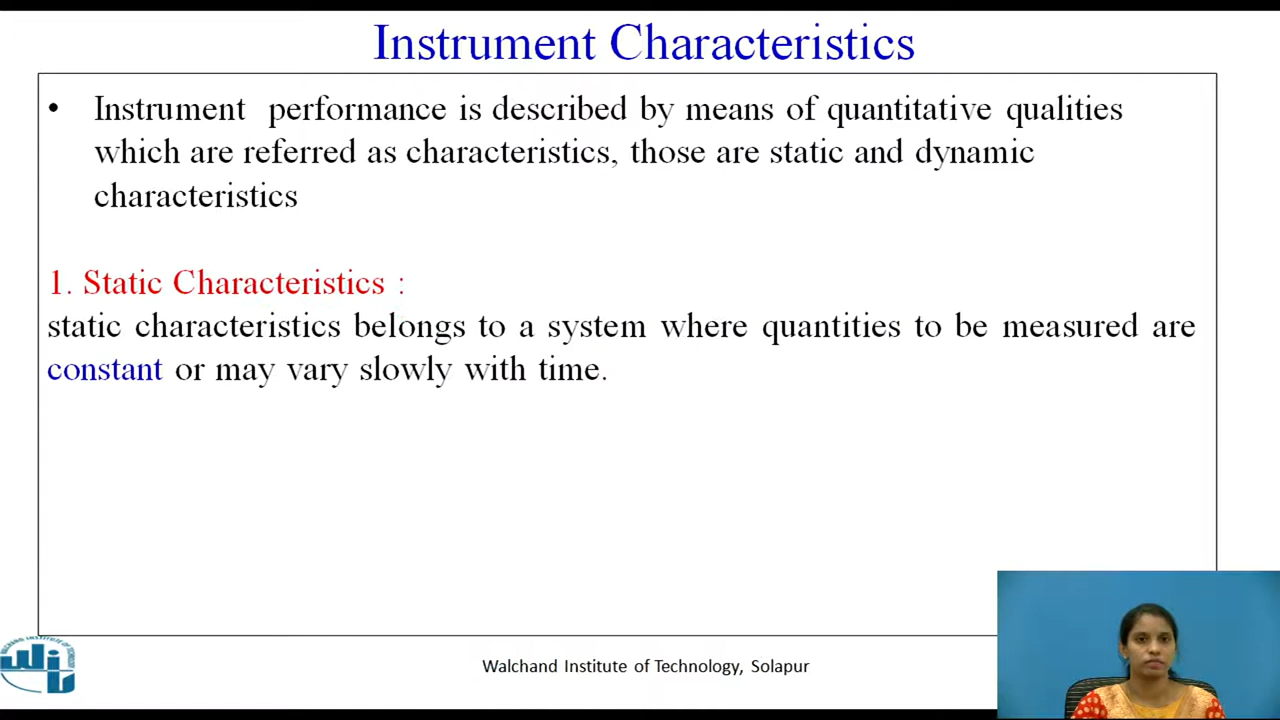 Instrument Characteristics
• Instrument performance is described by means of quantitative qualities
which are referred as characteristics, those are static and dynamic
characteristics
1. Static Characteristics :
static characteristics belongs to a system where quantities to be measured are
constant or may vary slowly with time.
WIT
Walchand Institute of Technology, Solapur